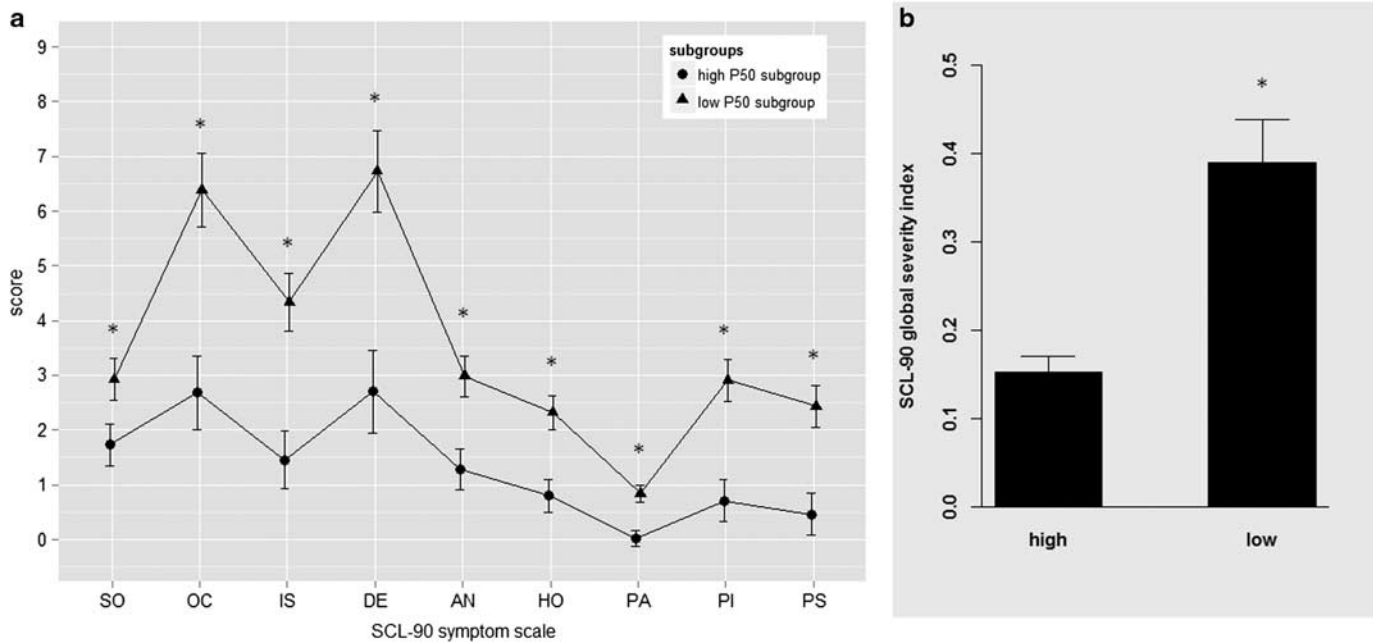 a
9
8
7
6
5
4
3
2
1
0
score
subgroups
high P50 subgroup
low P50 subgroup
*
*
*
*
*
*
*
*
*
SO OC IS DE AN HO PA PI PS
SCL-90 symptom scale
b
0.5
0.4
0.3
0.2
0.1
0.0
SCL-90 global severity index
*
high low